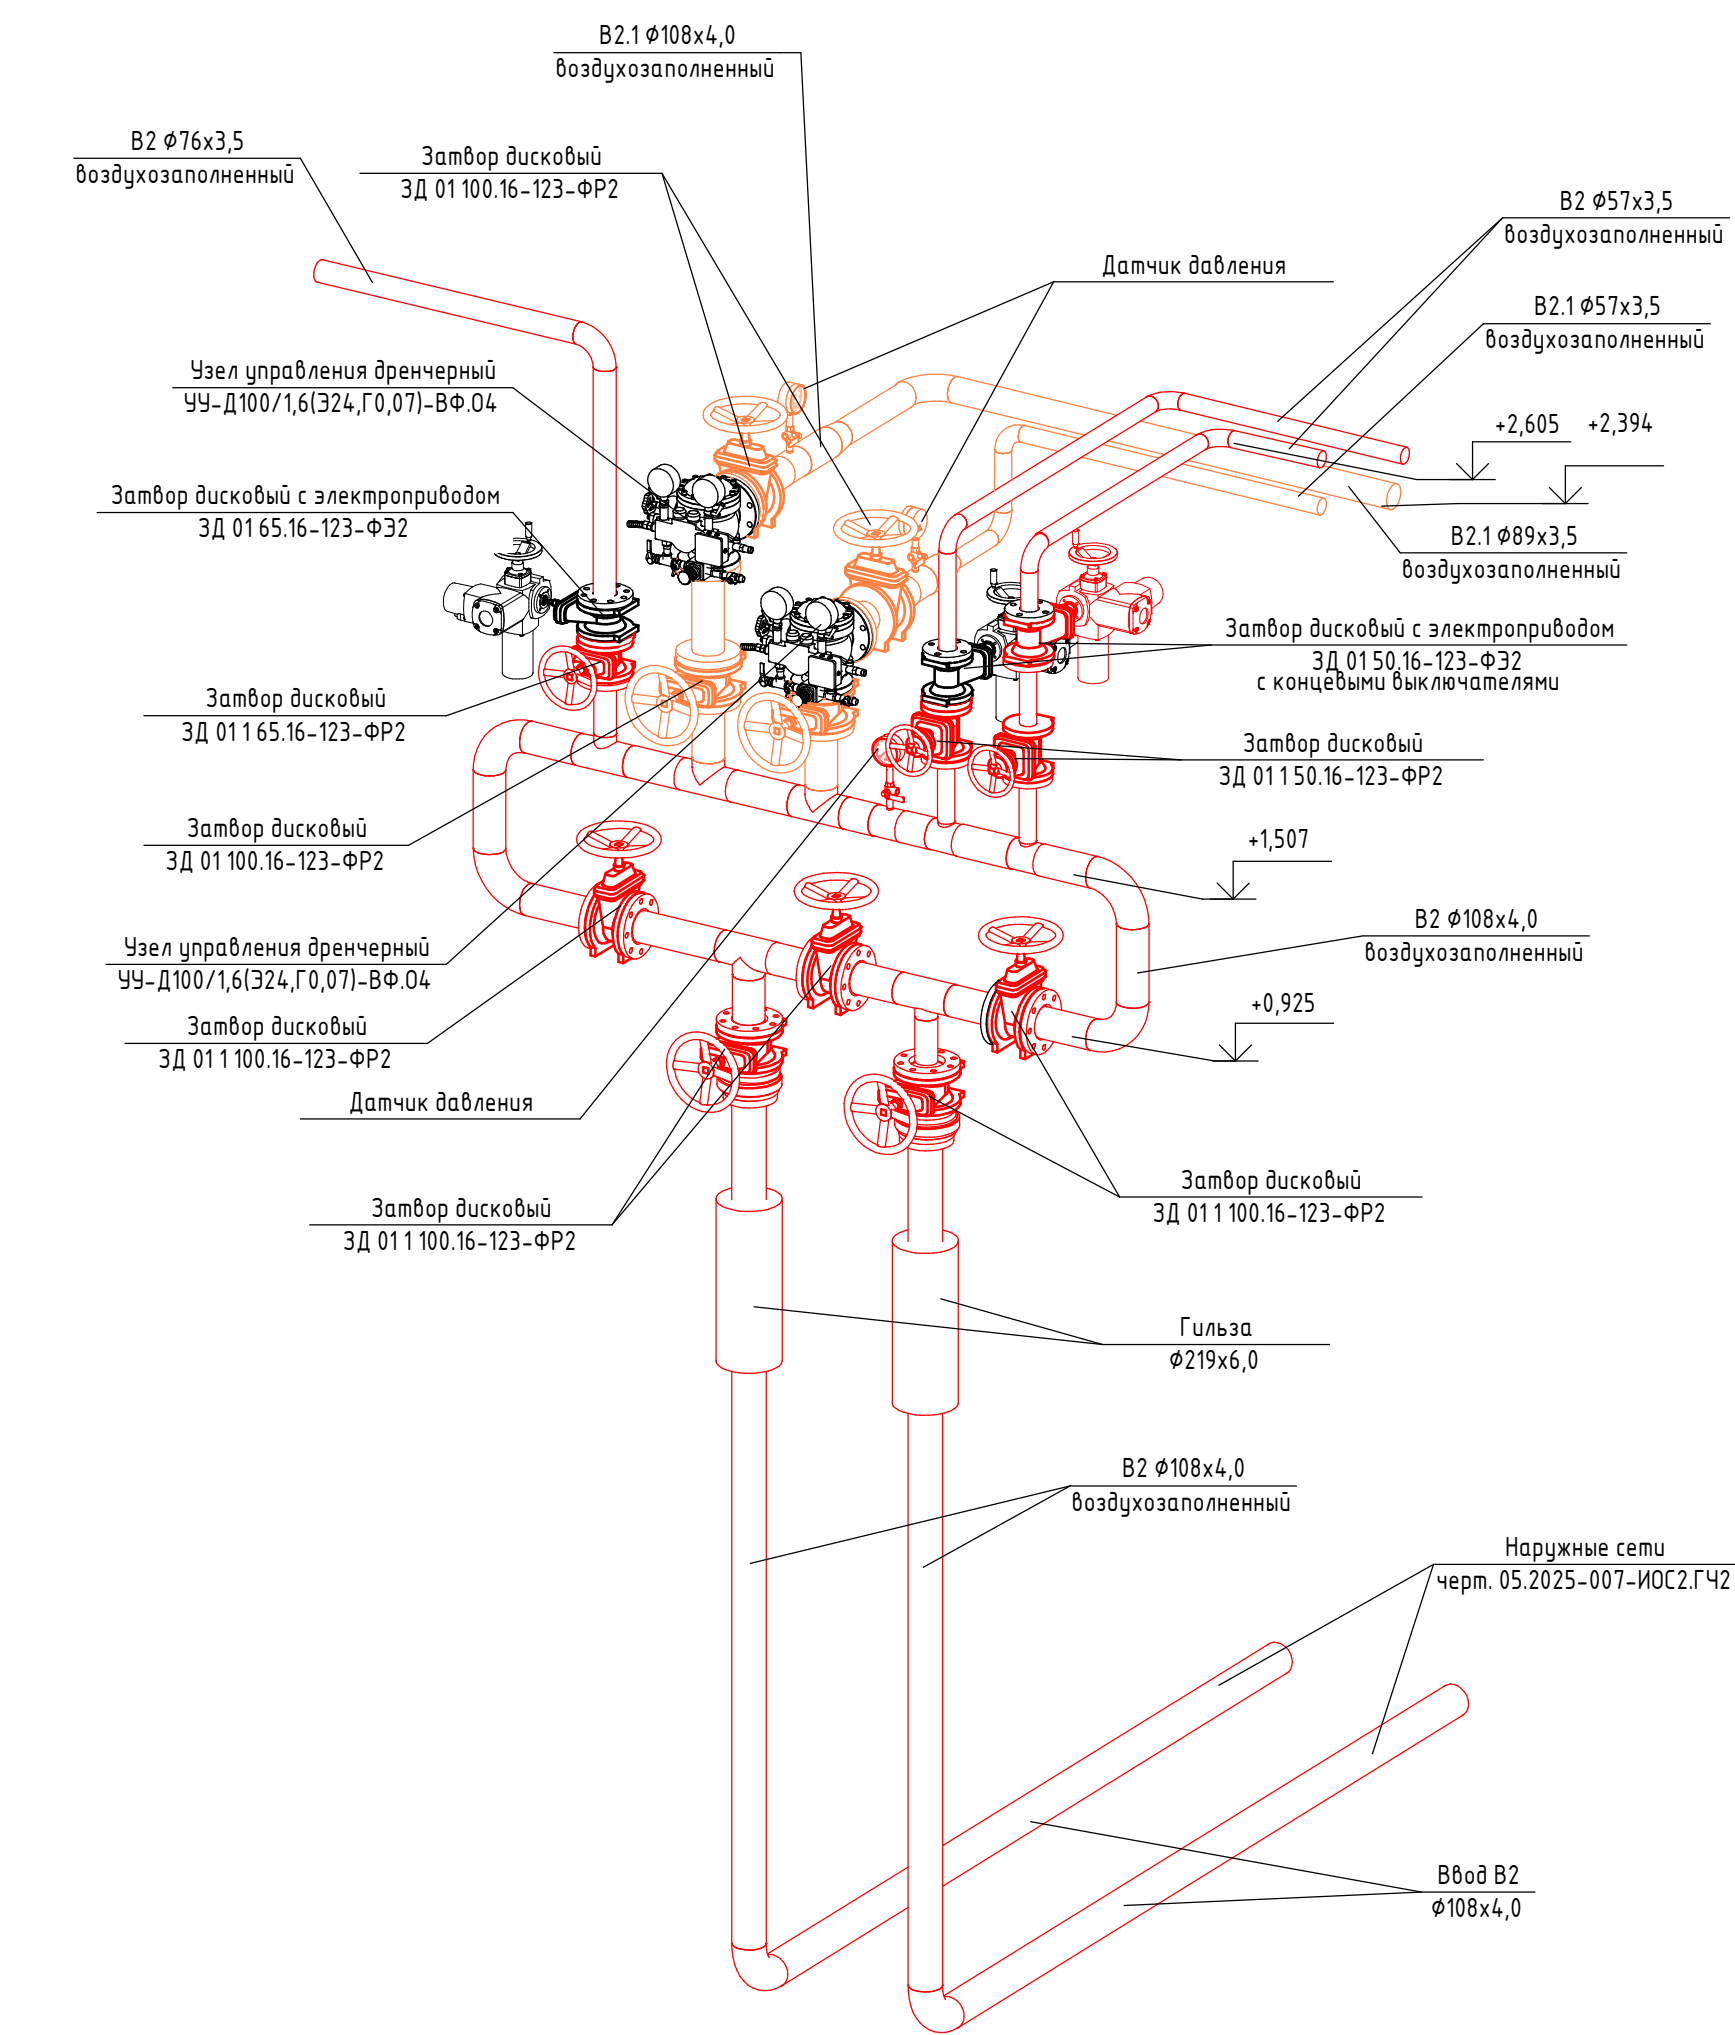 В2.1 Ф108х4,0
воздухозаполненный
В2 Ф76х3,5
воздухозаполненный
Затвор дисковый
ЗД 01 100.16-123-ФР2
В2 Ф57х3,5
воздухозаполненный
Датчик давления
В2.1 Ф57х3,5
воздухозаполненный
Узел управления дренчерный
УУ-Д100/1,6(Э24,Г0,07)-ВФ.О4
+2,605
+2,394
Затвор дисковый с электроприводом
ЗД 01 65.16-123-ФЭ2
В2.1 Ф89х3,5
воздухозаполненный
Затвор дисковый с электроприводом
ЗД 01 50.16-123-ФЭ2
с концевыми выключателями
Затвор дисковый
ЗД 01 1 65.16-123-ФР2
Затвор дисковый
ЗД 01 1 50.16-123-ФР2
Затвор дисковый
ЗД 01 100.16-123-ФР2
+1,507
Узел управления дренчерный
УУ-Д100/1,6(Э24,Г0,07)-ВФ.О4
В2 Ф108х4,0
воздухозаполненный
Затвор дисковый
ЗД 01 1 100.16-123-ФР2
+0,925
Датчик давления
Затвор дисковый
ЗД 01 1 100.16-123-ФР2
Затвор дисковый
ЗД 01 1 100.16-123-ФР2
Гильза
Ф219х6,0
В2 Ф108х4,0
воздухозаполненный
Наружные сети
черт. 05.2025-007-ИОС2.ГЧ2
Ввод В2
Ф108х4,0